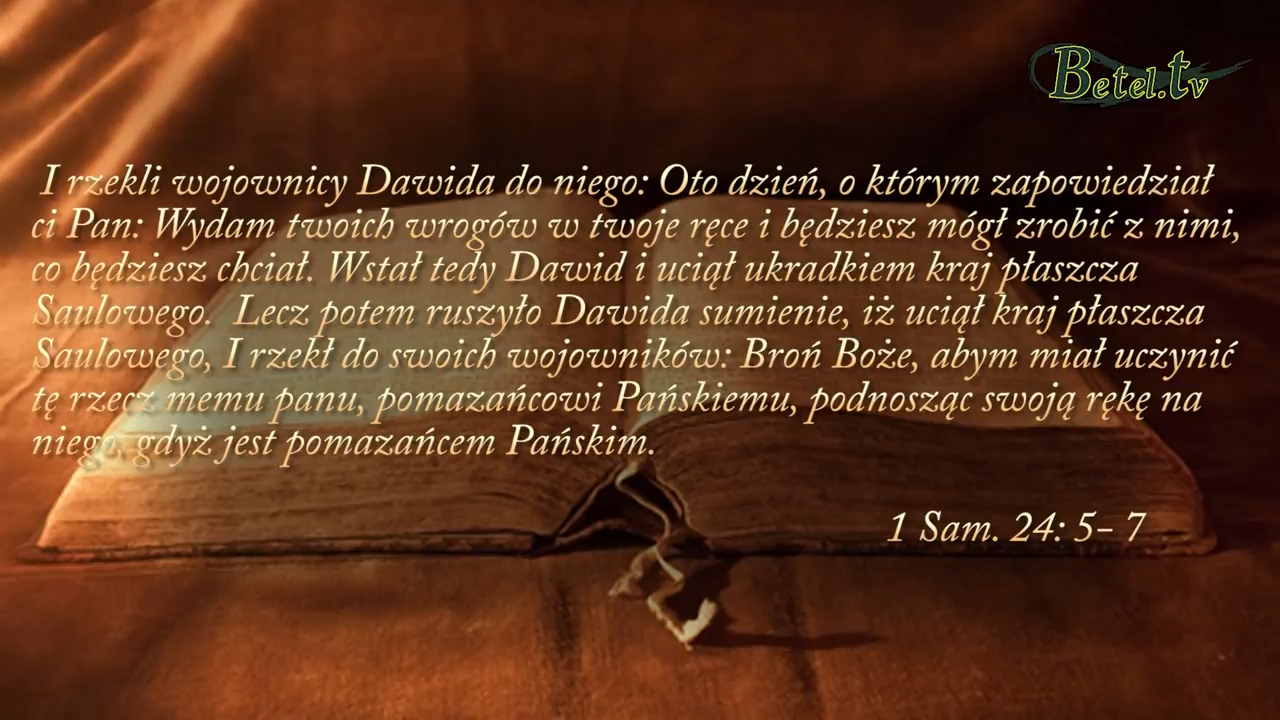 Betel.tv
I rzekli wojownicy Dawida do niego: Oto dzień, o którym zapowiedział
ci Pan: Wydam twoich wrogów w twoje ręce i będziesz mógł zrobić z nimi,
co będziesz chciał. Wstał tedy Dawid i uciął ukradkiem kraj płaszcza
Saulowego. Lecz potem ruszyło Dawida sumienie, iż uciął kraj płaszcza
Saulowego, I rzekł do swoich wojowników: Broń Boże, abym miał uczynić
tę rzecz memu panu, pomazańcowi Pańskiemu, podnosząc swoją rękę na
niego, gdyż jest pomazańcem Pańskim.
1 Sam. 24: 5- 7